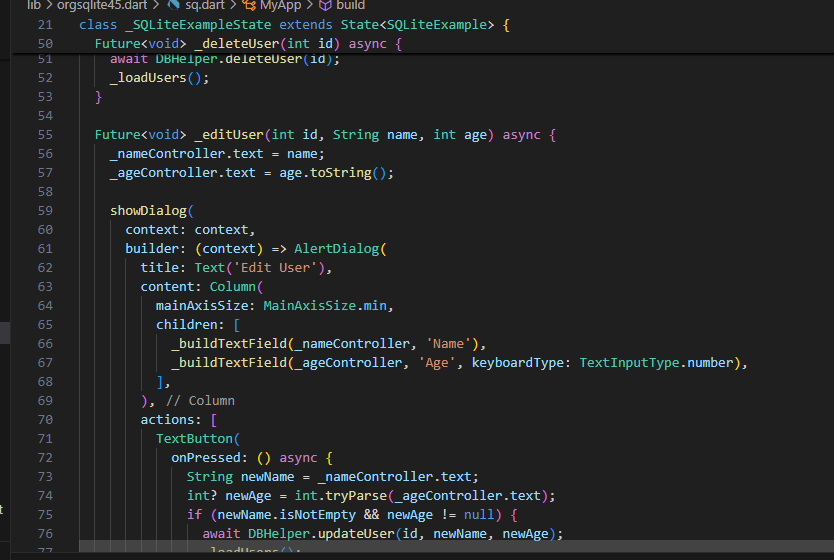 lib > orgsqlite45.dart > sq.dart > MyApp > build
21 class _SQLiteExampleState extends State<SQLiteExample> {
50 Future<void> _deleteUser(int id) async {
51 await DBHelper.deleteUser(id);
52 _loadUsers();
53 }
54
55 Future<void> _editUser(int id, String name, int age) async {
56 _nameController.text = name;
57 _ageController.text = age.toString();
58
59 showDialog(
60 context: context,
61 builder: (context) => AlertDialog(
62 title: Text('Edit User'),
63 content: Column(
64 mainAxisSize: MainAxisSize.min,
65 children: [
66 _buildTextField(_nameController, 'Name'),
67 _buildTextField(_ageController, 'Age', keyboardType: TextInputType.number),
68 ],
69 ), // Column
70 actions: [
71 TextButton(
72 onPressed: () async {
73 String newName = _nameController.text;
74 int? newAge = int.tryParse(_ageController.text);
75 if (newName.isNotEmpty && newAge != null) {
76 await DBHelper.updateUser(id, newName, newAge);
77 _loadUsers();